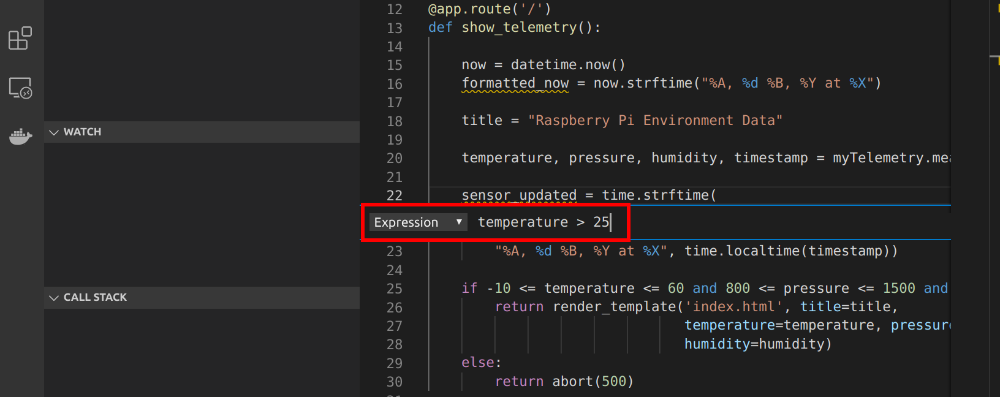 WATCH
CALL STACK
12 @app.route('/')
13 def show_telemetry():
14
15 now = datetime.now()
16 formatted_now = now.strftime("%A, %d %B, %Y at %X")
17
18 title = "Raspberry Pi Environment Data"
19
20 temperature, pressure, humidity, timestamp = myTelemetry.mea
21
22 sensor_updated = time.strftime(
Expression ▼ temperature > 25
23 "%A, %d %B, %Y at %X", time.localtime(timestamp))
24
25 if -10 <= temperature <= 60 and 800 <= pressure <= 1500 and
26 return render_template('index.html', title=title,
27 temperature=temperature, pressure
28 humidity=humidity)
29 else:
30 return abort(500)